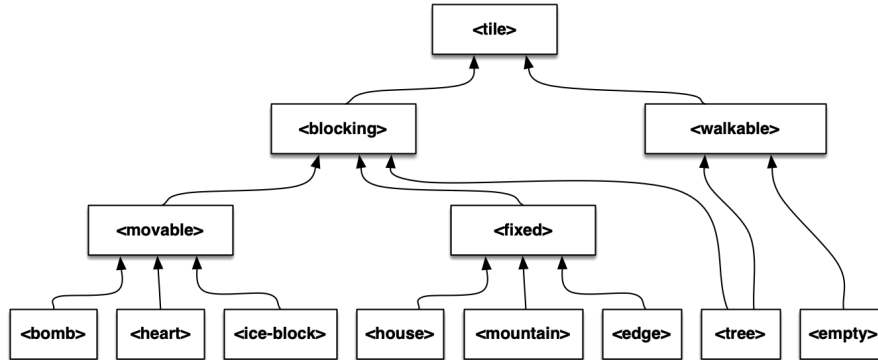 <tile>
<blocking>
<walkable>
<movable>
<fixed>
<bomb>
<heart>
<ice-block>
<house>
<mountain>
<edge>
<tree>
<empty>